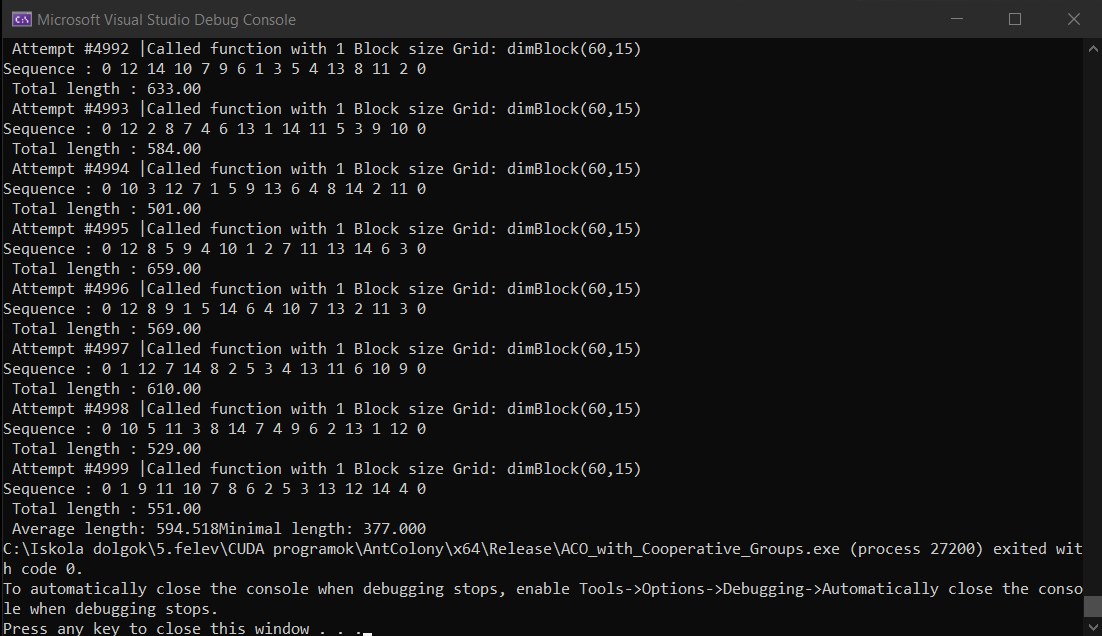 Microsoft Visual Studio Debug Console
Attempt #4992 |Called function with 1 Block size Grid: dimBlock(60,15)
Sequence : 0 12 14 10 7 9 6 1 3 5 4 13 8 11 2 0
Total length : 633.00
Attempt #4993 |Called function with 1 Block size Grid: dimBlock(60,15)
Sequence : 0 12 2 8 7 4 6 13 1 14 11 5 3 9 10 0
Total length : 584.00
Attempt #4994 |Called function with 1 Block size Grid: dimBlock(60,15)
Sequence : 0 10 3 12 7 1 5 9 13 6 4 8 14 2 11 0
Total length : 501.00
Attempt #4995 |Called function with 1 Block size Grid: dimBlock(60,15)
Sequence : 0 12 8 5 9 4 10 1 2 7 11 13 14 6 3 0
Total length : 659.00
Attempt #4996 |Called function with 1 Block size Grid: dimBlock(60,15)
Sequence : 0 12 8 9 1 5 14 6 4 10 7 13 2 11 3 0
Total length : 569.00
Attempt #4997 |Called function with 1 Block size Grid: dimBlock(60,15)
Sequence : 0 1 12 7 14 8 2 5 3 4 13 11 6 10 9 0
Total length : 610.00
Attempt #4998 |Called function with 1 Block size Grid: dimBlock(60,15)
Sequence : 0 10 5 11 3 8 14 7 4 9 6 2 13 1 12 0
Total length : 529.00
Attempt #4999 |Called function with 1 Block size Grid: dimBlock(60,15)
Sequence : 0 1 9 11 10 7 8 6 2 5 3 13 12 14 4 0
Total length : 551.00
Average length: 594.518Minimal length: 377.000
C:\Iskola dolgok\5.felev\CUDA programok\AntColony\x64\Release\ACO_with_Cooperative_Groups.exe (process 27200) exited wit
h code 0.
To automatically close the console when debugging stops, enable Tools->Options->Debugging->Automatically close the conso
le when debugging stops.
Press any key to close this window . . .